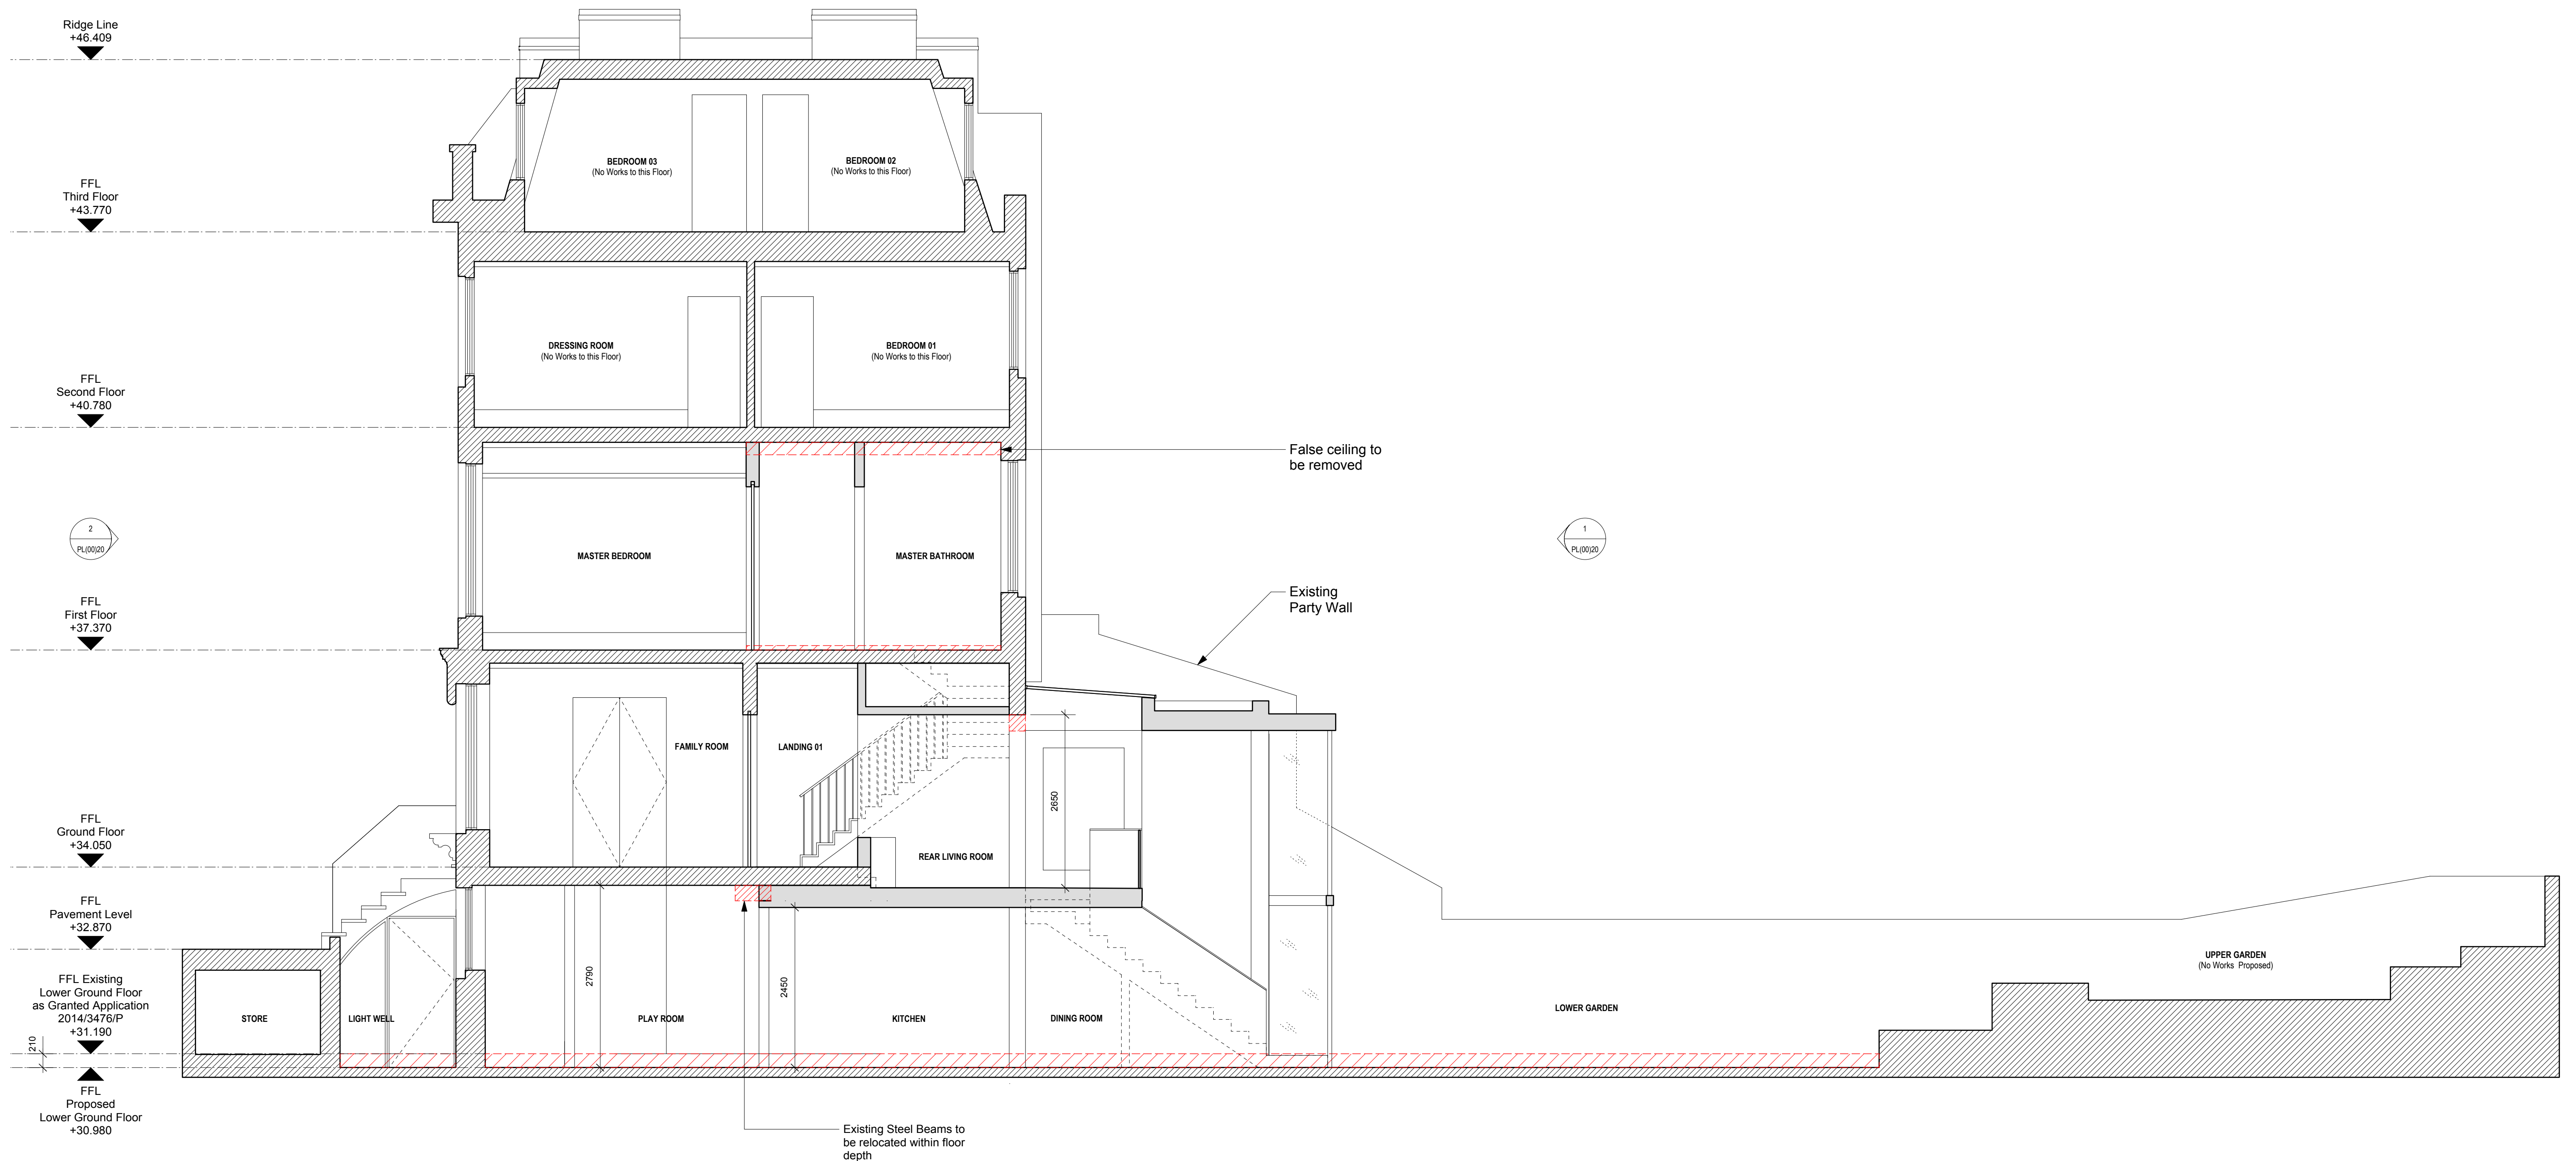 Ridge Line
+46.409
BEDROOM 03
(No Works to this Floor)
BEDROOM 02
(No Works to this Floor)
FFL
Third Floor
+43.770
DRESSING ROOM
(No Works to this Floor)
BEDROOM 01
(No Works to this Floor)
FFL
Second Floor
+40.780
False ceiling to
be removed
2
PL(00)20
MASTER BEDROOM
MASTER BATHROOM
1
PL(00)20
Existing
Party Wall
FFL
First Floor
+37.370
FAMILY ROOM
LANDING 01
2650
FFL
Ground Floor
+34.050
REAR LIVING ROOM
FFL
Pavement Level
+32.870
UPPER GARDEN
(No Works Proposed)
FFL Existing
Lower Ground Floor
as Granted Application
2014/3476/P
+31.190
2790
2450
STORE
LIGHT WELL
PLAY ROOM
KITCHEN
DINING ROOM
LOWER GARDEN
210
FFL
Proposed
Lower Ground Floor
+30.980
Existing Steel Beams to
be relocated within floor
depth